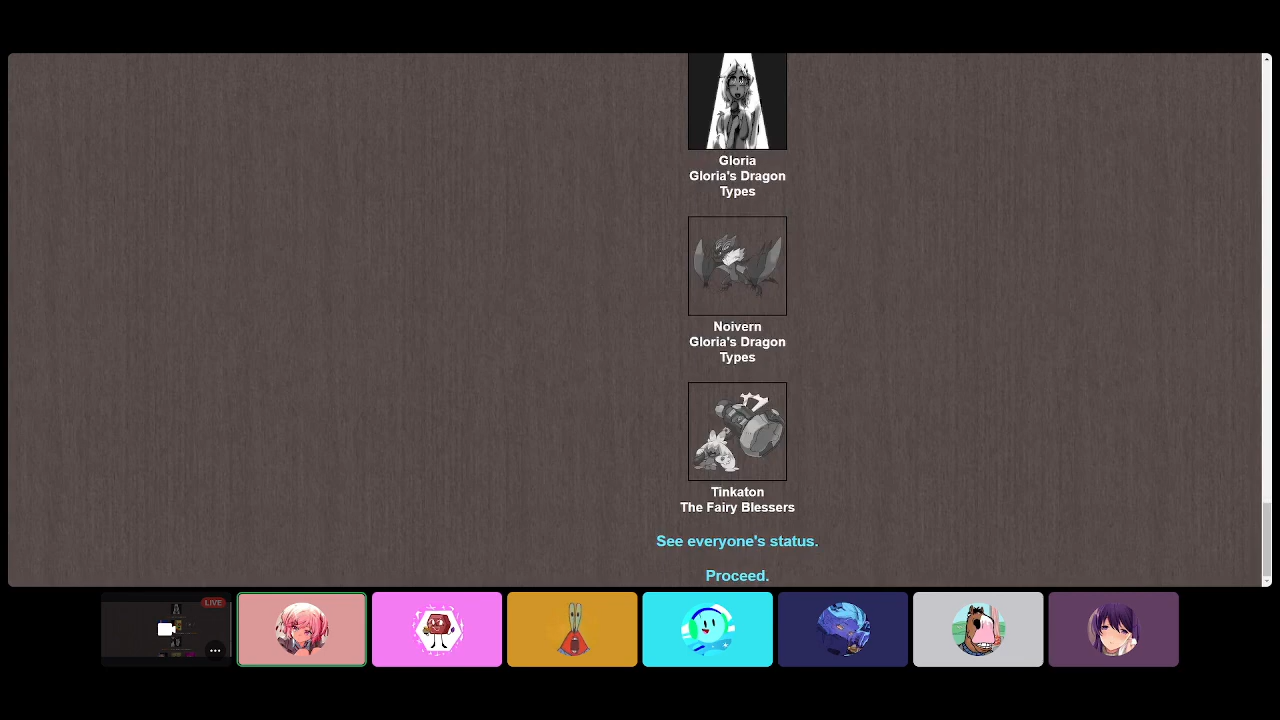 Gloria
Gloria's Dragon
Types
Noivern
Gloria's Dragon
Types
Tinkaton
The Fairy Blessers
See everyone's status.
Proceed.
LIVE